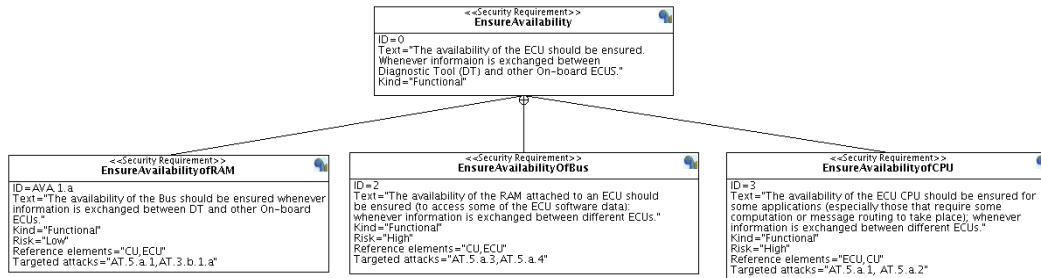 <<Security Requirement>>
EnsureAvailability
ID=0
Text="The availability of the ECU should be ensured.
Whenever informaion is exchanged between
Diagnostic Tool (DT) and other On-board ECUS."
Kind="Functional"
<<Security Requirement>>
EnsureAvailabilityofRAM
ID=AVA.1.a
Text="The availability of the Bus should be ensured whenever
information is exchanged between DT and other On-board
ECUs."
Kind="Functional"
Risk="Low"
Reference elements="CU,ECU"
Targeted attacks="AT.5.a.1,AT.3.b.1.a"
<<Security Requirement>>
EnsureAvailabilityOfBus
ID=2
Text="The availability of the RAM attached to an ECU should
be ensured (to access some of the ECU software data):
whenever information is exchanged between different ECUs."
Kind="Functional"
Risk="High"
Reference elements="CU,ECU"
Targeted attacks="AT.5.a.3,AT.5.a.4"
<<Security Requirement>>
EnsureAvailabilityofCPU
ID=3
Text="The availability of the ECU CPU should be ensured for
some applications (especially those that require some
computation or message routing to take place); whenever
information is exchanged between different ECUs."
Kind="Functional"
Risk="High"
Reference elements="ECU,CU"
Targeted attacks="AT.5.a.1, AT.5.a.2"